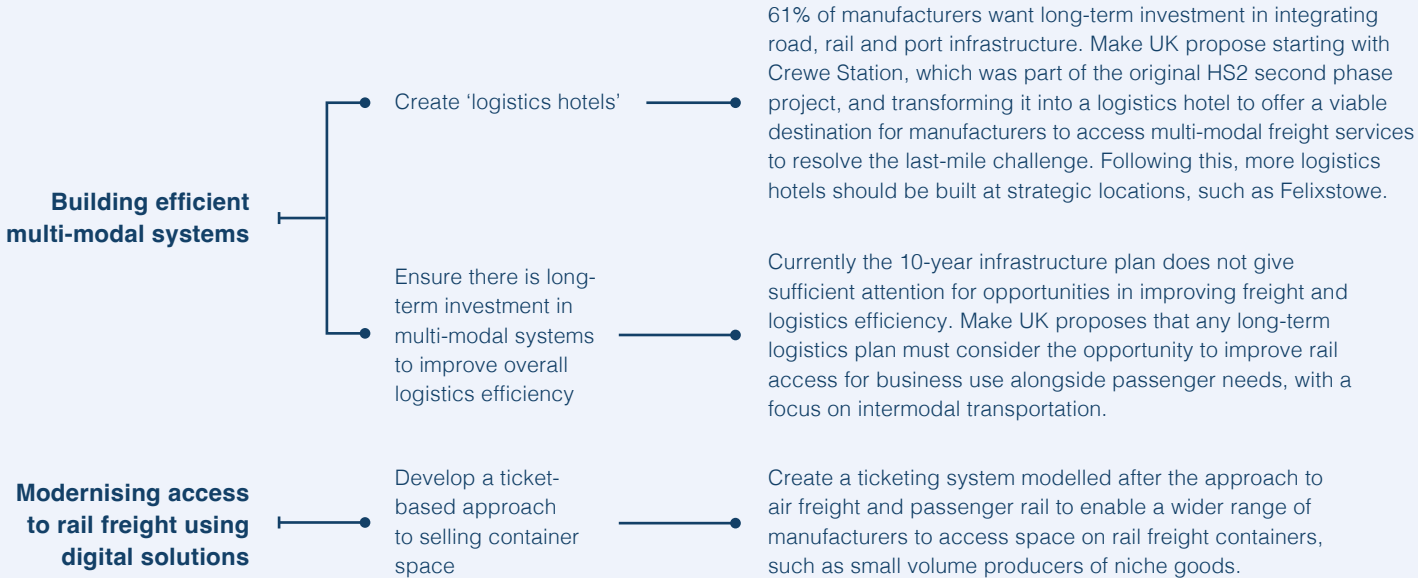 Building efficient
multi-modal systems
Create ‘logistics hotels’
61% of manufacturers want long-term investment in integrating
road, rail and port infrastructure. Make UK propose starting with
Crewe Station, which was part of the original HS2 second phase
project, and transforming it into a logistics hotel to offer a viable
destination for manufacturers to access multi-modal freight services
to resolve the last-mile challenge. Following this, more logistics
hotels should be built at strategic locations, such as Felixstowe.
Ensure there is long-
term investment in
multi-modal systems
to improve overall
logistics efficiency
Currently the 10-year infrastructure plan does not give
sufficient attention for opportunities in improving freight and
logistics efficiency. Make UK proposes that any long-term
logistics plan must consider the opportunity to improve rail
access for business use alongside passenger needs, with a
focus on intermodal transportation.
Modernising access
to rail freight using
digital solutions
Develop a ticket-
based approach
to selling container
space
Create a ticketing system modelled after the approach to
air freight and passenger rail to enable a wider range of
manufacturers to access space on rail freight containers,
such as small volume producers of niche goods.